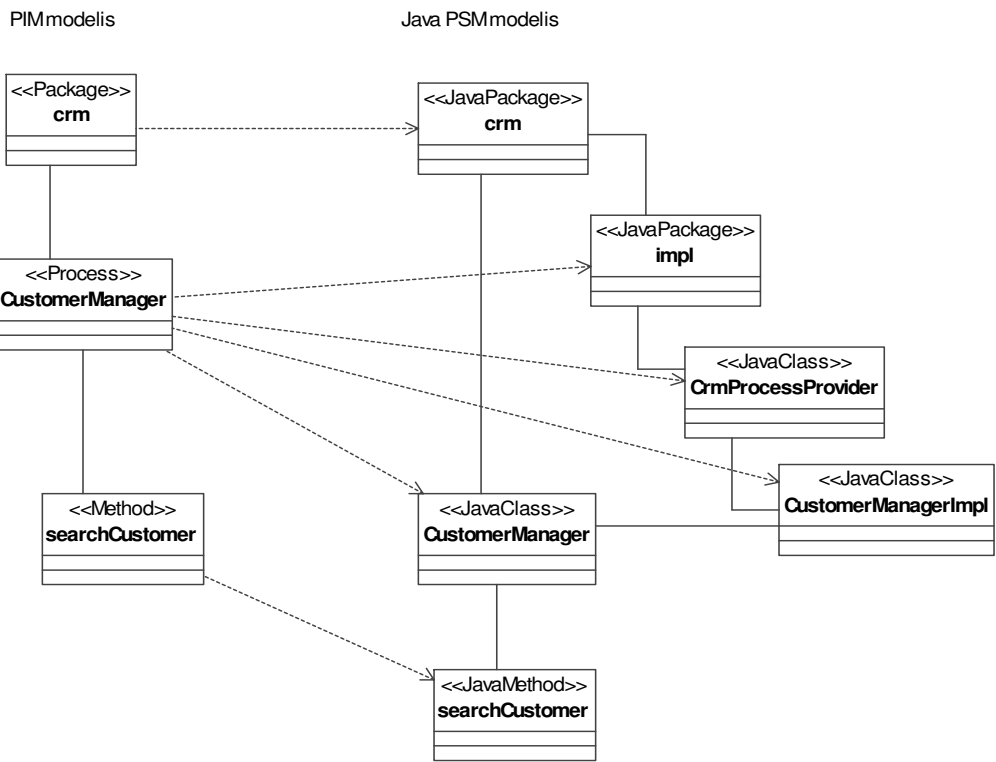 PIM modelis
Java PSM modelis
<<Package>>
crm
<<JavaPackage>>
crm
<<JavaPackage>>
impl
<<Process>>
CustomerManager
<<JavaClass>>
CrmProcessProvider
<<JavaClass>>
CustomerManagerImpl
<<Method>>
searchCustomer
<<JavaClass>>
CustomerManager
<<JavaMethod>>
searchCustomer